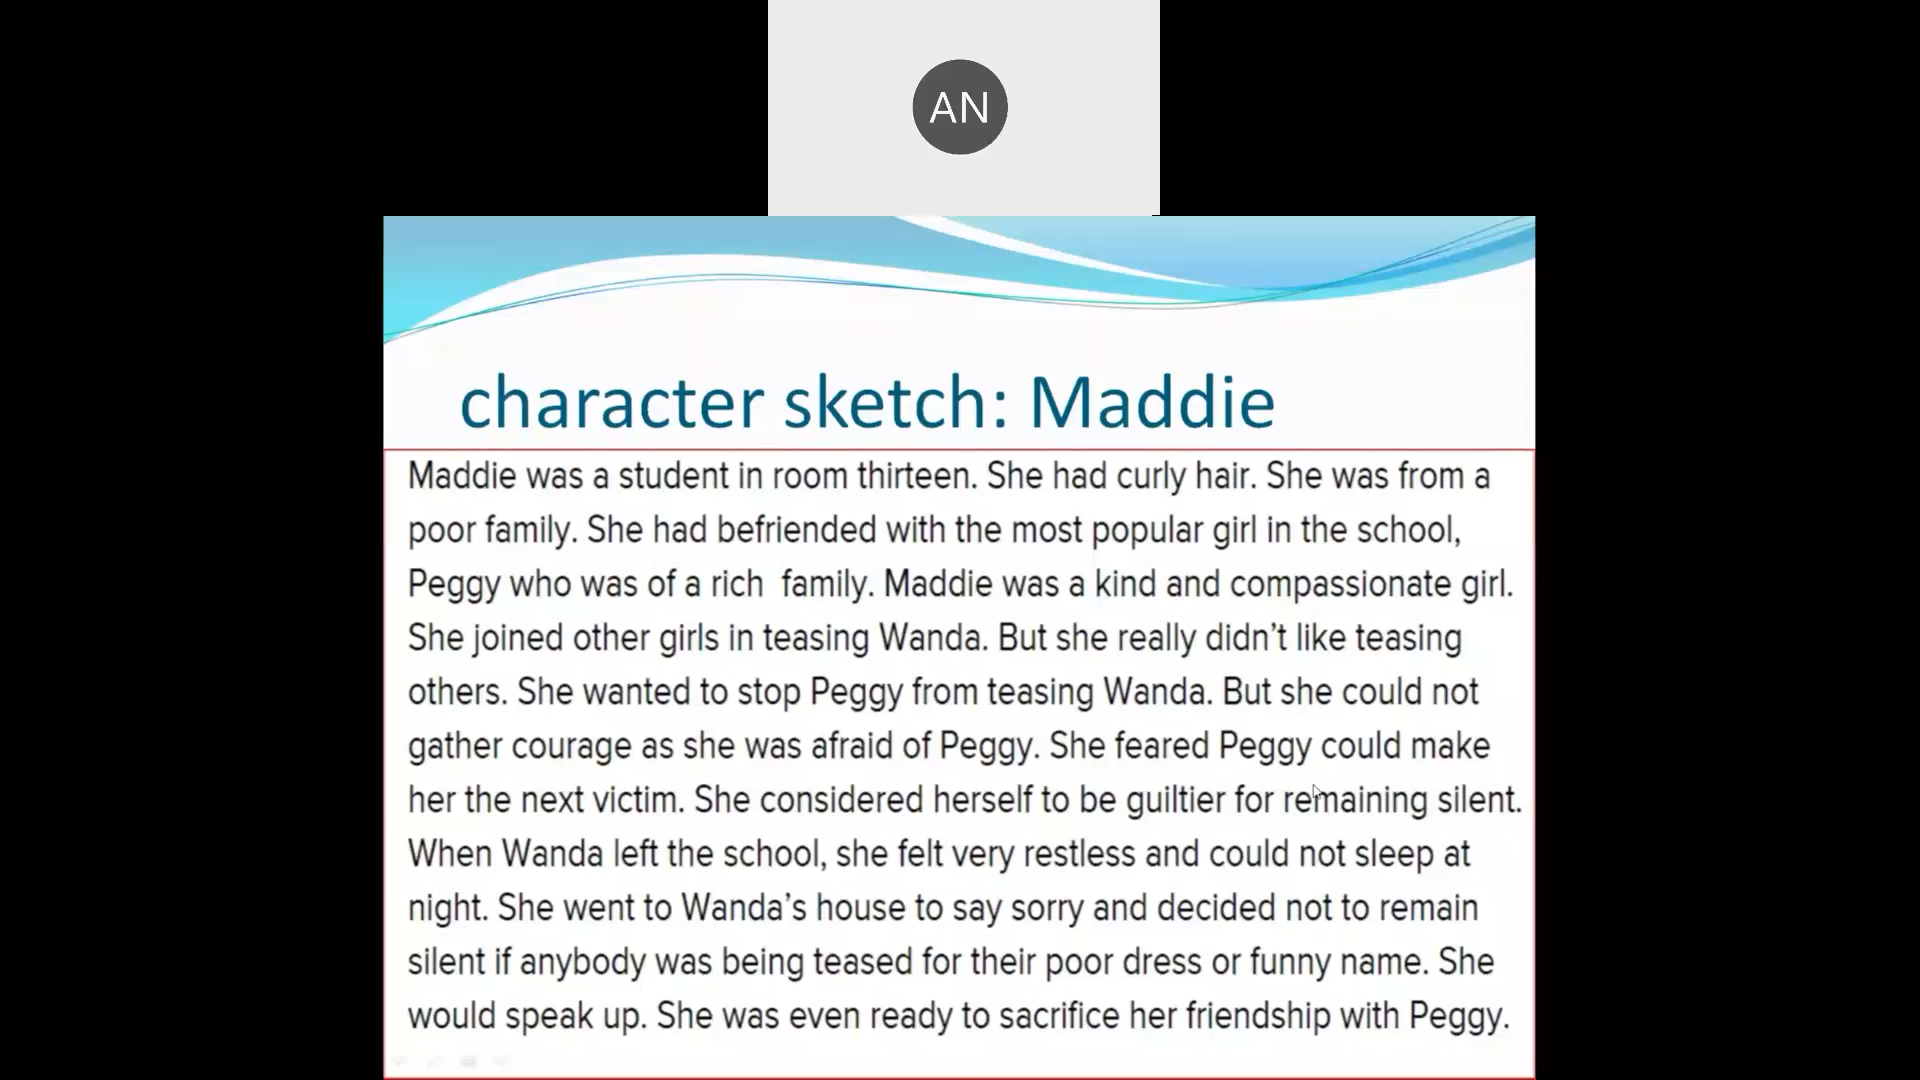 AN
character sketch: Maddie
Maddie was a student in room thirteen. She had curly hair. She was from a
poor family. She had befriended with the most popular girl in the school,
Peggy who was of a rich  family. Maddie was a kind and compassionate girl.
She joined other girls in teasing Wanda. But she really didn’t like teasing
others. She wanted to stop Peggy from teasing Wanda. But she could not
gather courage as she was afraid of Peggy. She feared Peggy could make
her the next victim. She considered herself to be guiltier for remaining silent.
When Wanda left the school, she felt very restless and could not sleep at
night. She went to Wanda’s house to say sorry and decided not to remain
silent if anybody was being teased for their poor dress or funny name. She
would speak up. She was even ready to sacrifice her friendship with Peggy.